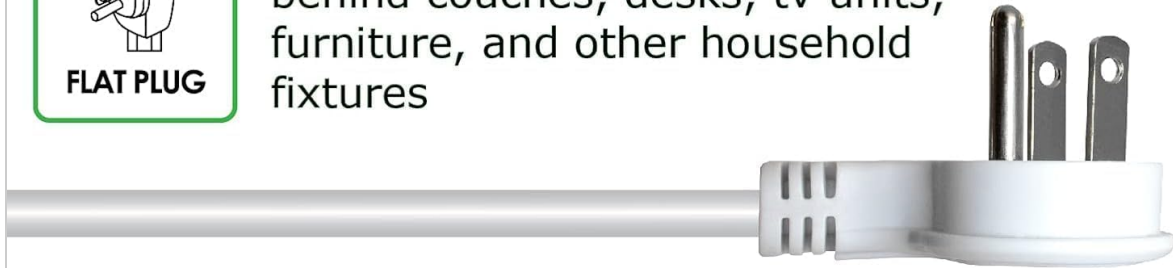 behind couches, desks, tv units,
furniture, and other household
fixtures
FLAT PLUG